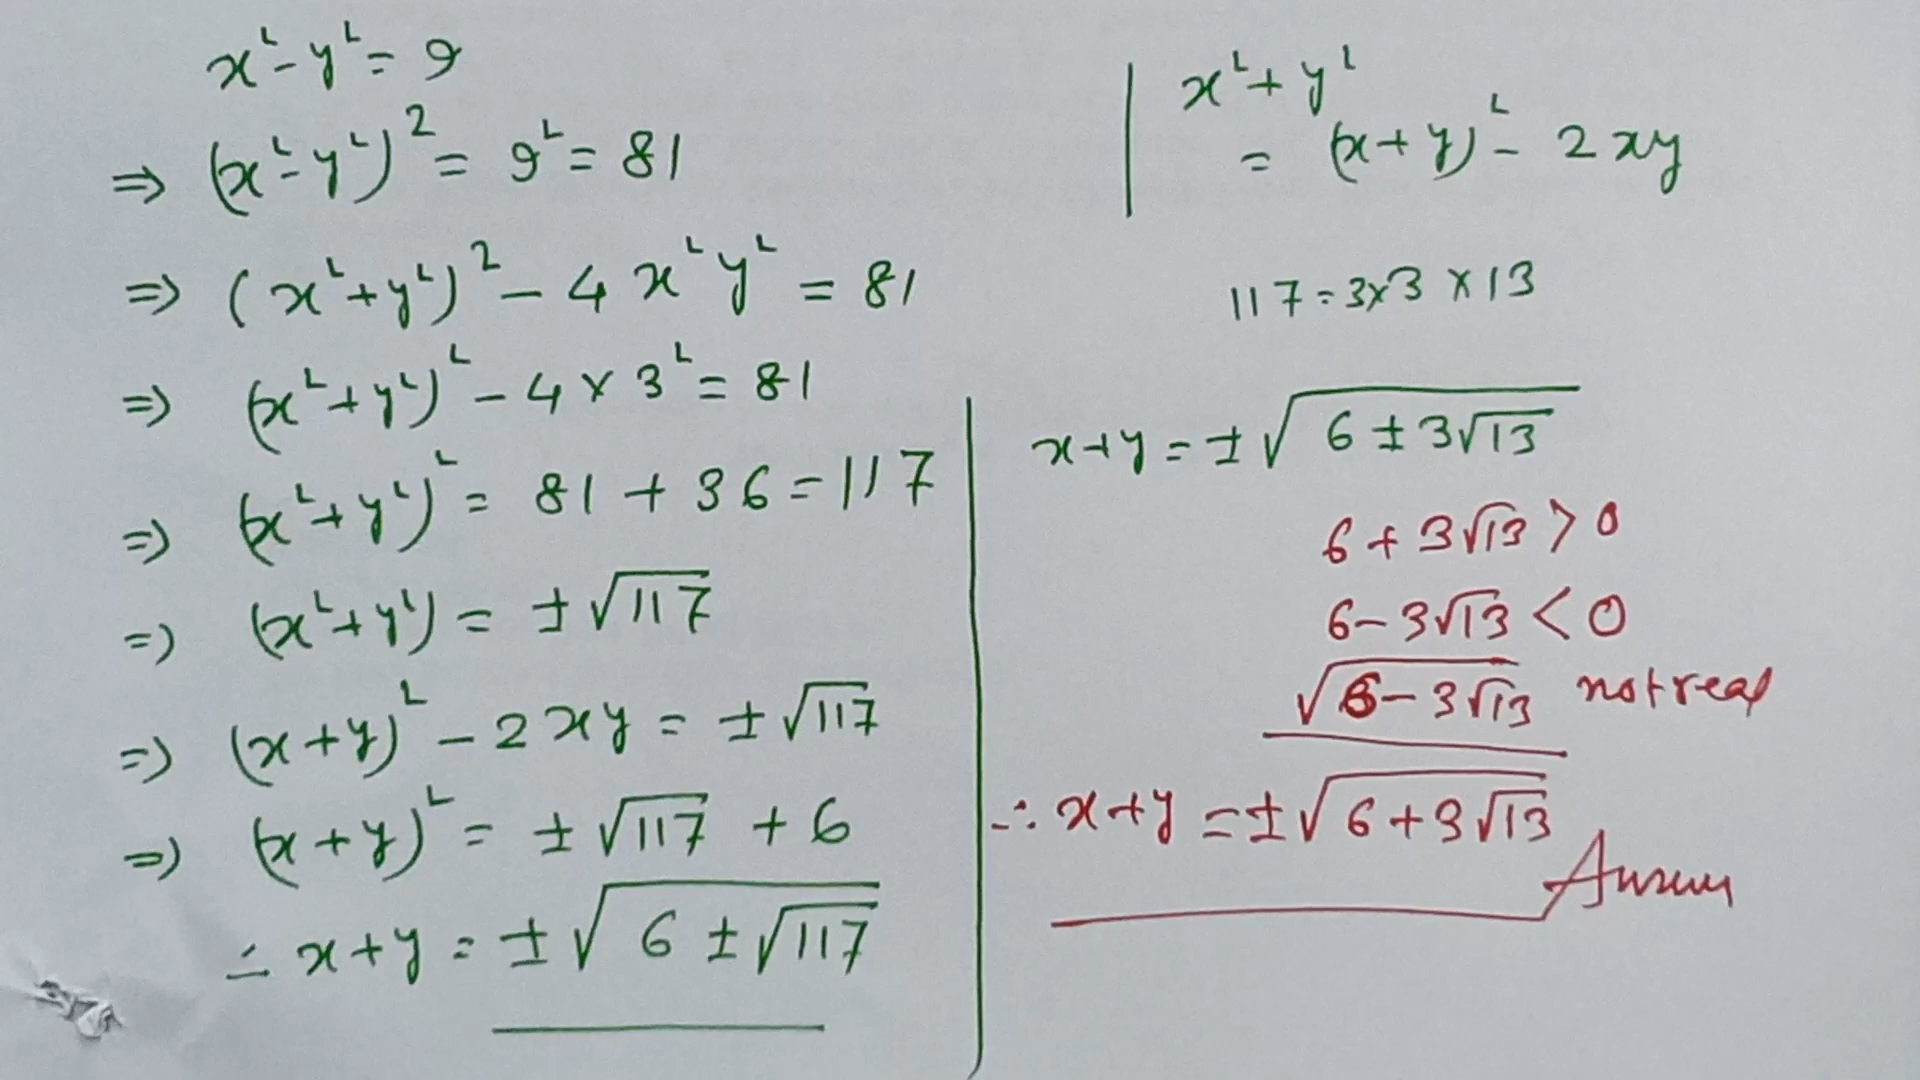 x² - y² = 9
⇒ (x² - y²)² = 9² = 81
⇒ (x² + y²)² - 4 x² y² = 81
⇒ (x² + y²)² - 4 × 3² = 81
⇒ (x² + y²)² = 81 + 36 = 117
⇒ (x² + y²) = ± √117
⇒ (x + y)² - 2xy = ± √117
⇒ (x + y)² = ± √117 + 6
∴ x + y = ± √(6 ± √117)
x² + y²
= (x + y)² - 2xy
117 = 3×3 × 13
x + y = ± √(6 ± 3√13)
6 + 3√13 > 0
6 - 3√13 < 0
√(6 - 3√13) not real
∴ x + y = ± √(6 + 3√13)
Answer